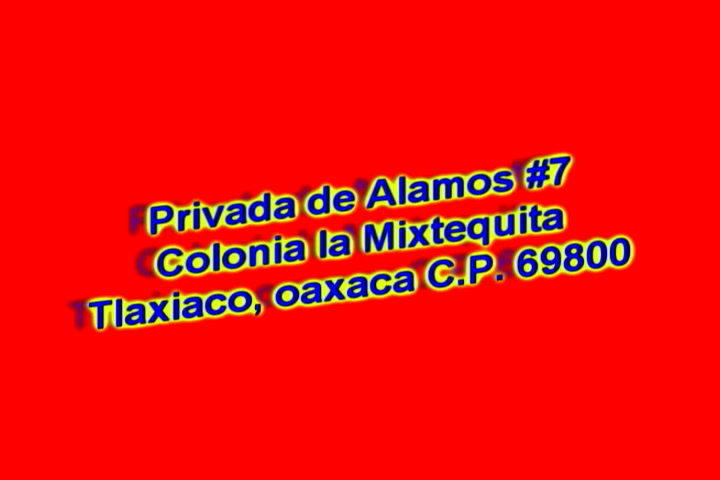 Privada de Alamos #7
Colonia la Mixtequita
Tlaxiaco, oaxaca C.P. 69800